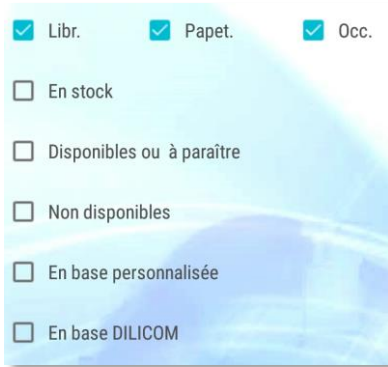 Libr. Papet. Occ.
En stock
Disponibles ou à paraître
Non disponibles
En base personnalisée
En base DILICOM